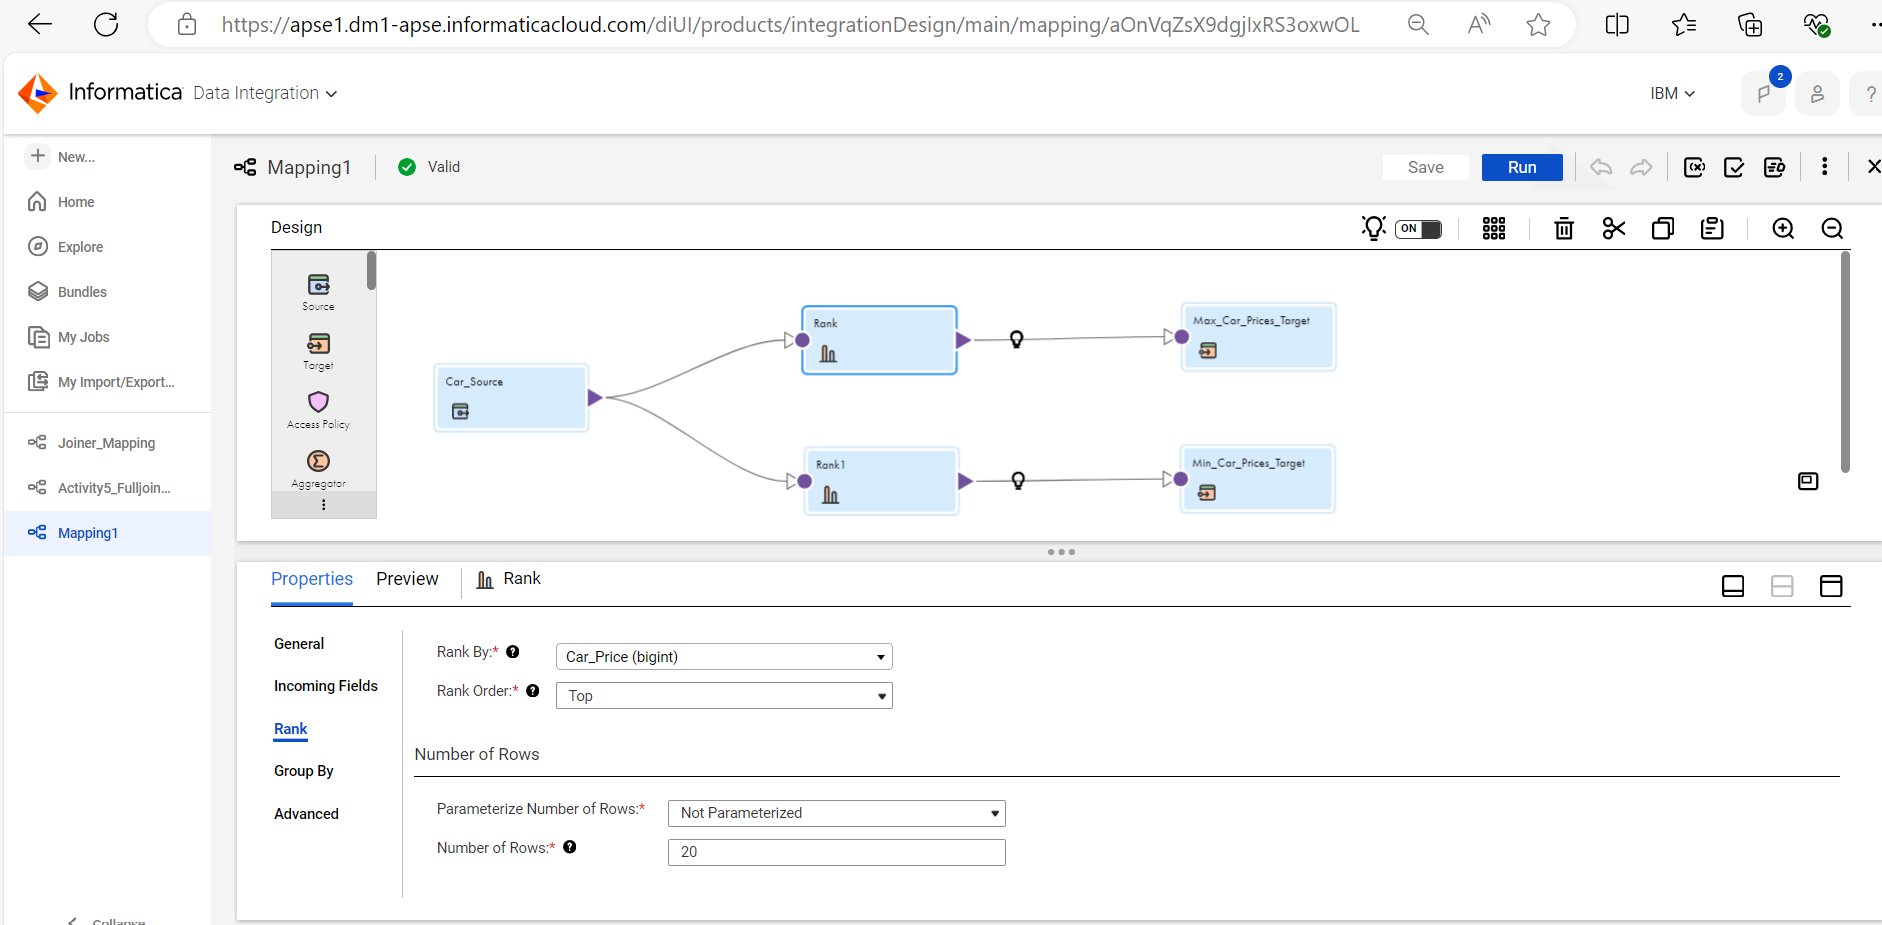 https://apse1.dm1-apse.informaticacloud.com/diUI/products/integrationDesign/main/mapping/aOnVqZsX9dgjIxRS3oxwOL
Informatica Data Integration
IBM
2
?
New...
Home
Explore
Bundles
My Jobs
My Import/Export...
Joiner_Mapping
Activity5_Fulljoin...
Mapping1
Collapse
Mapping1
Valid
Save
Run
Design
ON
Source
Target
Access Policy
Aggregator
Car_Source
Rank
Max_Car_Prices_Target
Rank1
Min_Car_Prices_Target
Properties
Preview
Rank
General
Incoming Fields
Rank
Group By
Advanced
Rank By:* ?
Car_Price (bigint)
Rank Order:* ?
Top
Number of Rows
Parameterize Number of Rows:*
Not Parameterized
Number of Rows:* ?
20